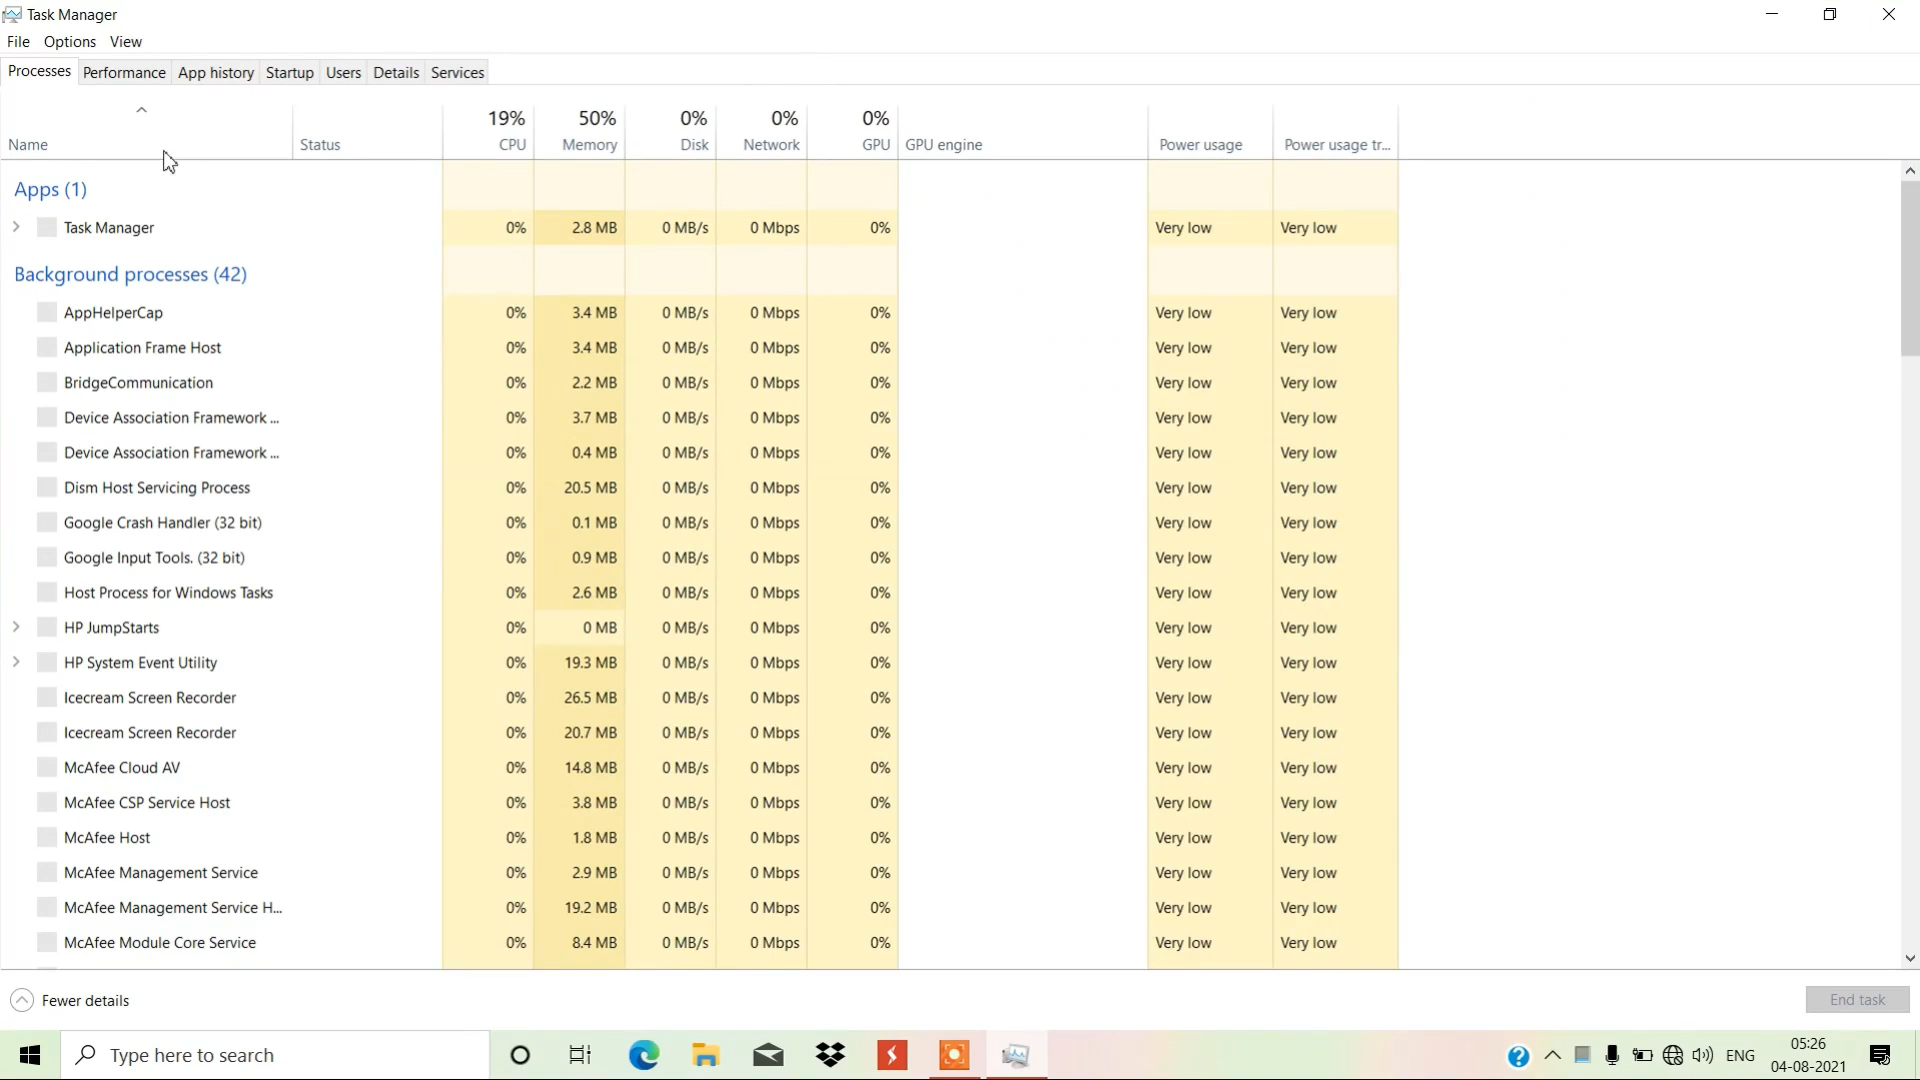 Task Manager
File Options View
Processes Performance App history Startup Users Details Services
19% 50% 0% 0% 0%
Name Status CPU Memory Disk Network GPU GPU engine Power usage Power usage tr...
Apps (1)
Task Manager 0% 2.8 MB 0 MB/s 0 Mbps 0% Very low Very low
Background processes (42)
AppHelperCap 0% 3.4 MB 0 MB/s 0 Mbps 0% Very low Very low
Application Frame Host 0% 3.4 MB 0 MB/s 0 Mbps 0% Very low Very low
BridgeCommunication 0% 2.2 MB 0 MB/s 0 Mbps 0% Very low Very low
Device Association Framework ... 0% 3.7 MB 0 MB/s 0 Mbps 0% Very low Very low
Device Association Framework ... 0% 0.4 MB 0 MB/s 0 Mbps 0% Very low Very low
Dism Host Servicing Process 0% 20.5 MB 0 MB/s 0 Mbps 0% Very low Very low
Google Crash Handler (32 bit) 0% 0.1 MB 0 MB/s 0 Mbps 0% Very low Very low
Google Input Tools. (32 bit) 0% 0.9 MB 0 MB/s 0 Mbps 0% Very low Very low
Host Process for Windows Tasks 0% 2.6 MB 0 MB/s 0 Mbps 0% Very low Very low
HP JumpStarts 0% 0 MB 0 MB/s 0 Mbps 0% Very low Very low
HP System Event Utility 0% 19.3 MB 0 MB/s 0 Mbps 0% Very low Very low
Icecream Screen Recorder 0% 26.5 MB 0 MB/s 0 Mbps 0% Very low Very low
Icecream Screen Recorder 0% 20.7 MB 0 MB/s 0 Mbps 0% Very low Very low
McAfee Cloud AV 0% 14.8 MB 0 MB/s 0 Mbps 0% Very low Very low
McAfee CSP Service Host 0% 3.8 MB 0 MB/s 0 Mbps 0% Very low Very low
McAfee Host 0% 1.8 MB 0 MB/s 0 Mbps 0% Very low Very low
McAfee Management Service 0% 2.9 MB 0 MB/s 0 Mbps 0% Very low Very low
McAfee Management Service H... 0% 19.2 MB 0 MB/s 0 Mbps 0% Very low Very low
McAfee Module Core Service 0% 8.4 MB 0 MB/s 0 Mbps 0% Very low Very low
Fewer details End task
Type here to search ENG 05:26
04-08-2021